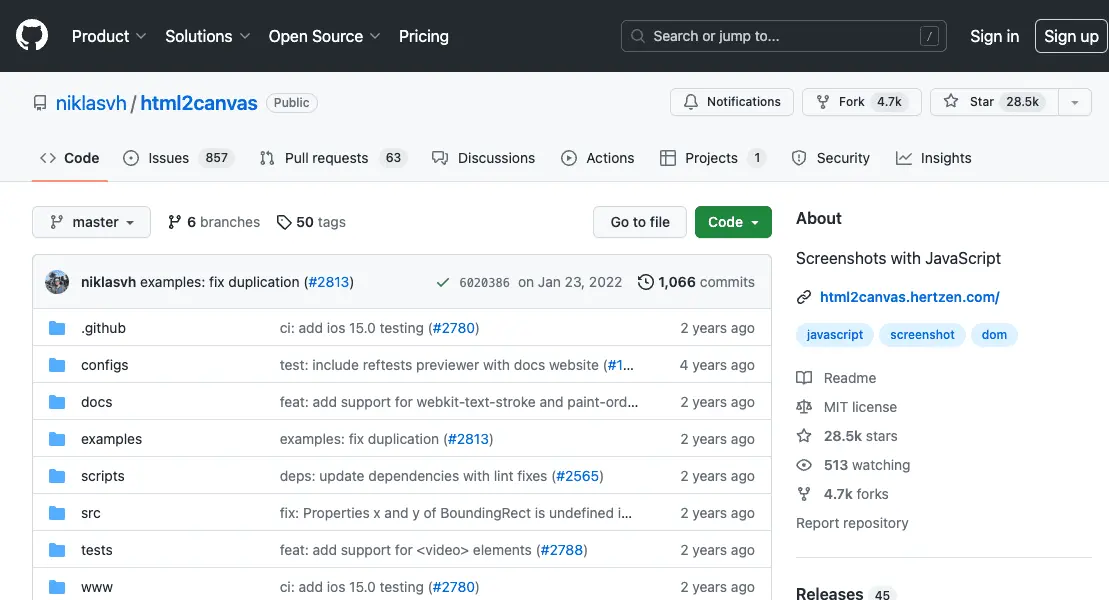 Product Solutions Open Source Pricing Search or jump to... / Sign in Sign up
niklasvh / html2canvas Public Notifications Fork 4.7k Star 28.5k
Code Issues 857 Pull requests 63 Discussions Actions Projects 1 Security Insights
master 6 branches 50 tags Go to file Code
niklasvh examples: fix duplication (#2813) 6020386 on Jan 23, 2022 1,066 commits
.github ci: add ios 15.0 testing (#2780) 2 years ago
configs test: include reftests previewer with docs website (#1... 4 years ago
docs feat: add support for webkit-text-stroke and paint-ord... 2 years ago
examples examples: fix duplication (#2813) 2 years ago
scripts deps: update dependencies with lint fixes (#2565) 2 years ago
src fix: Properties x and y of BoundingRect is undefined i... 2 years ago
tests feat: add support for <video> elements (#2788) 2 years ago
www ci: add ios 15.0 testing (#2780) 2 years ago
About
Screenshots with JavaScript
html2canvas.hertzen.com/
javascript screenshot dom
Readme
MIT license
28.5k stars
513 watching
4.7k forks
Report repository
Releases 45